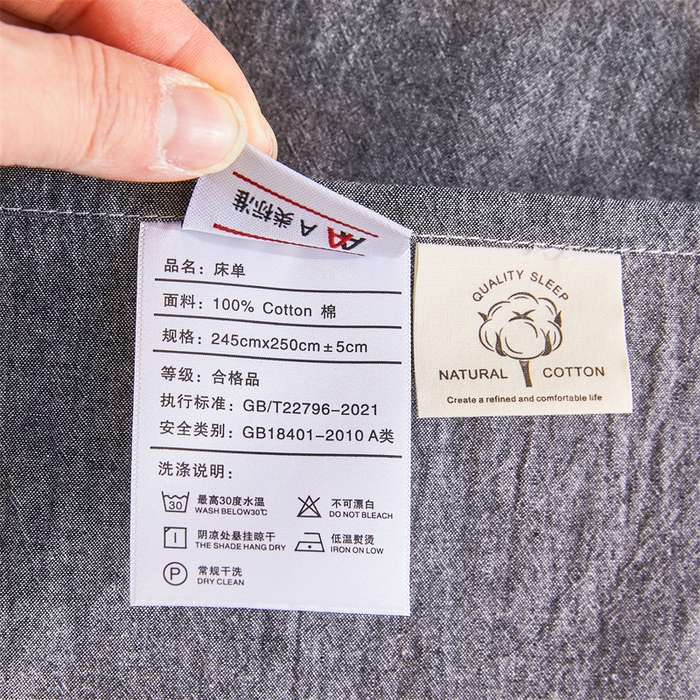 A 类标准
品名：床单
面料：100% Cotton 棉
规格：245cmx250cm±5cm
等级：合格品
执行标准：GB/T22796-2021
安全类别：GB18401-2010 A类
洗涤说明：
30
最高30度水温
WASH BELOW30℃
不可漂白
DO NOT BLEACH
阴凉处悬挂晾干
THE SHADE HANG DRY
低温熨烫
IRON ON LOW
P
常规干洗
DRY CLEAN
QUALITY SLEEP
NATURAL COTTON
Create a refined and comfortable life